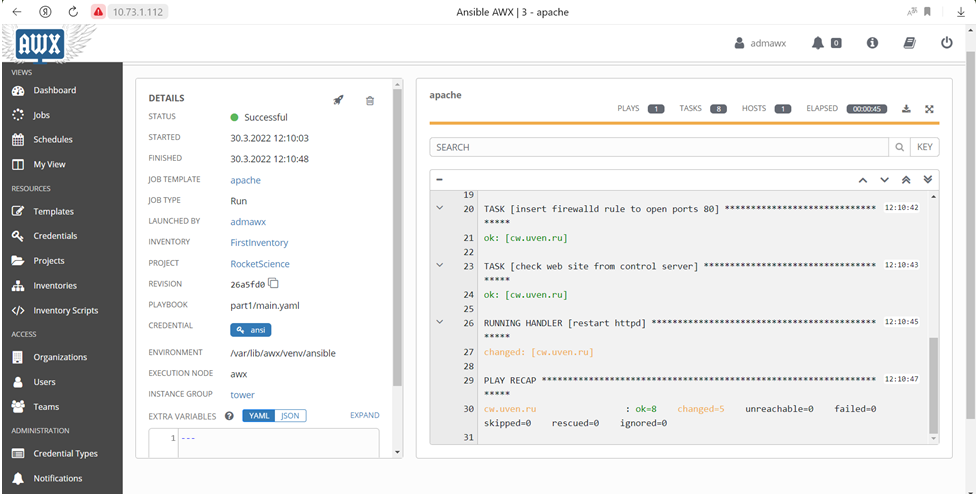 10.73.1.112
Ansible AWX | 3 - apache
AWX
admawx
0
VIEWS
Dashboard
Jobs
Schedules
My View
RESOURCES
Templates
Credentials
Projects
Inventories
Inventory Scripts
ACCESS
Organizations
Users
Teams
ADMINISTRATION
Credential Types
Notifications
DETAILS
STATUS Successful
STARTED 30.3.2022 12:10:03
FINISHED 30.3.2022 12:10:48
JOB TEMPLATE apache
JOB TYPE Run
LAUNCHED BY admawx
INVENTORY FirstInventory
PROJECT RocketScience
REVISION 26a5fd0
PLAYBOOK part1/main.yaml
CREDENTIAL ansi
ENVIRONMENT /var/lib/awx/venv/ansible
EXECUTION NODE awx
INSTANCE GROUP tower
EXTRA VARIABLES YAML JSON EXPAND
1 ---
apache
PLAYS 1 TASKS 8 HOSTS 1 ELAPSED 00:00:45
SEARCH KEY
19
20 TASK [insert firewalld rule to open ports 80] ***************************** 12:10:42
*****
21 ok: [cw.uven.ru]
22
23 TASK [check web site from control server] ********************************* 12:10:43
*****
24 ok: [cw.uven.ru]
25
26 RUNNING HANDLER [restart httpd] ******************************************* 12:10:45
*****
27 changed: [cw.uven.ru]
28
29 PLAY RECAP **************************************************************** 12:10:47
*****
30 cw.uven.ru : ok=8 changed=5 unreachable=0 failed=0
skipped=0 rescued=0 ignored=0
31